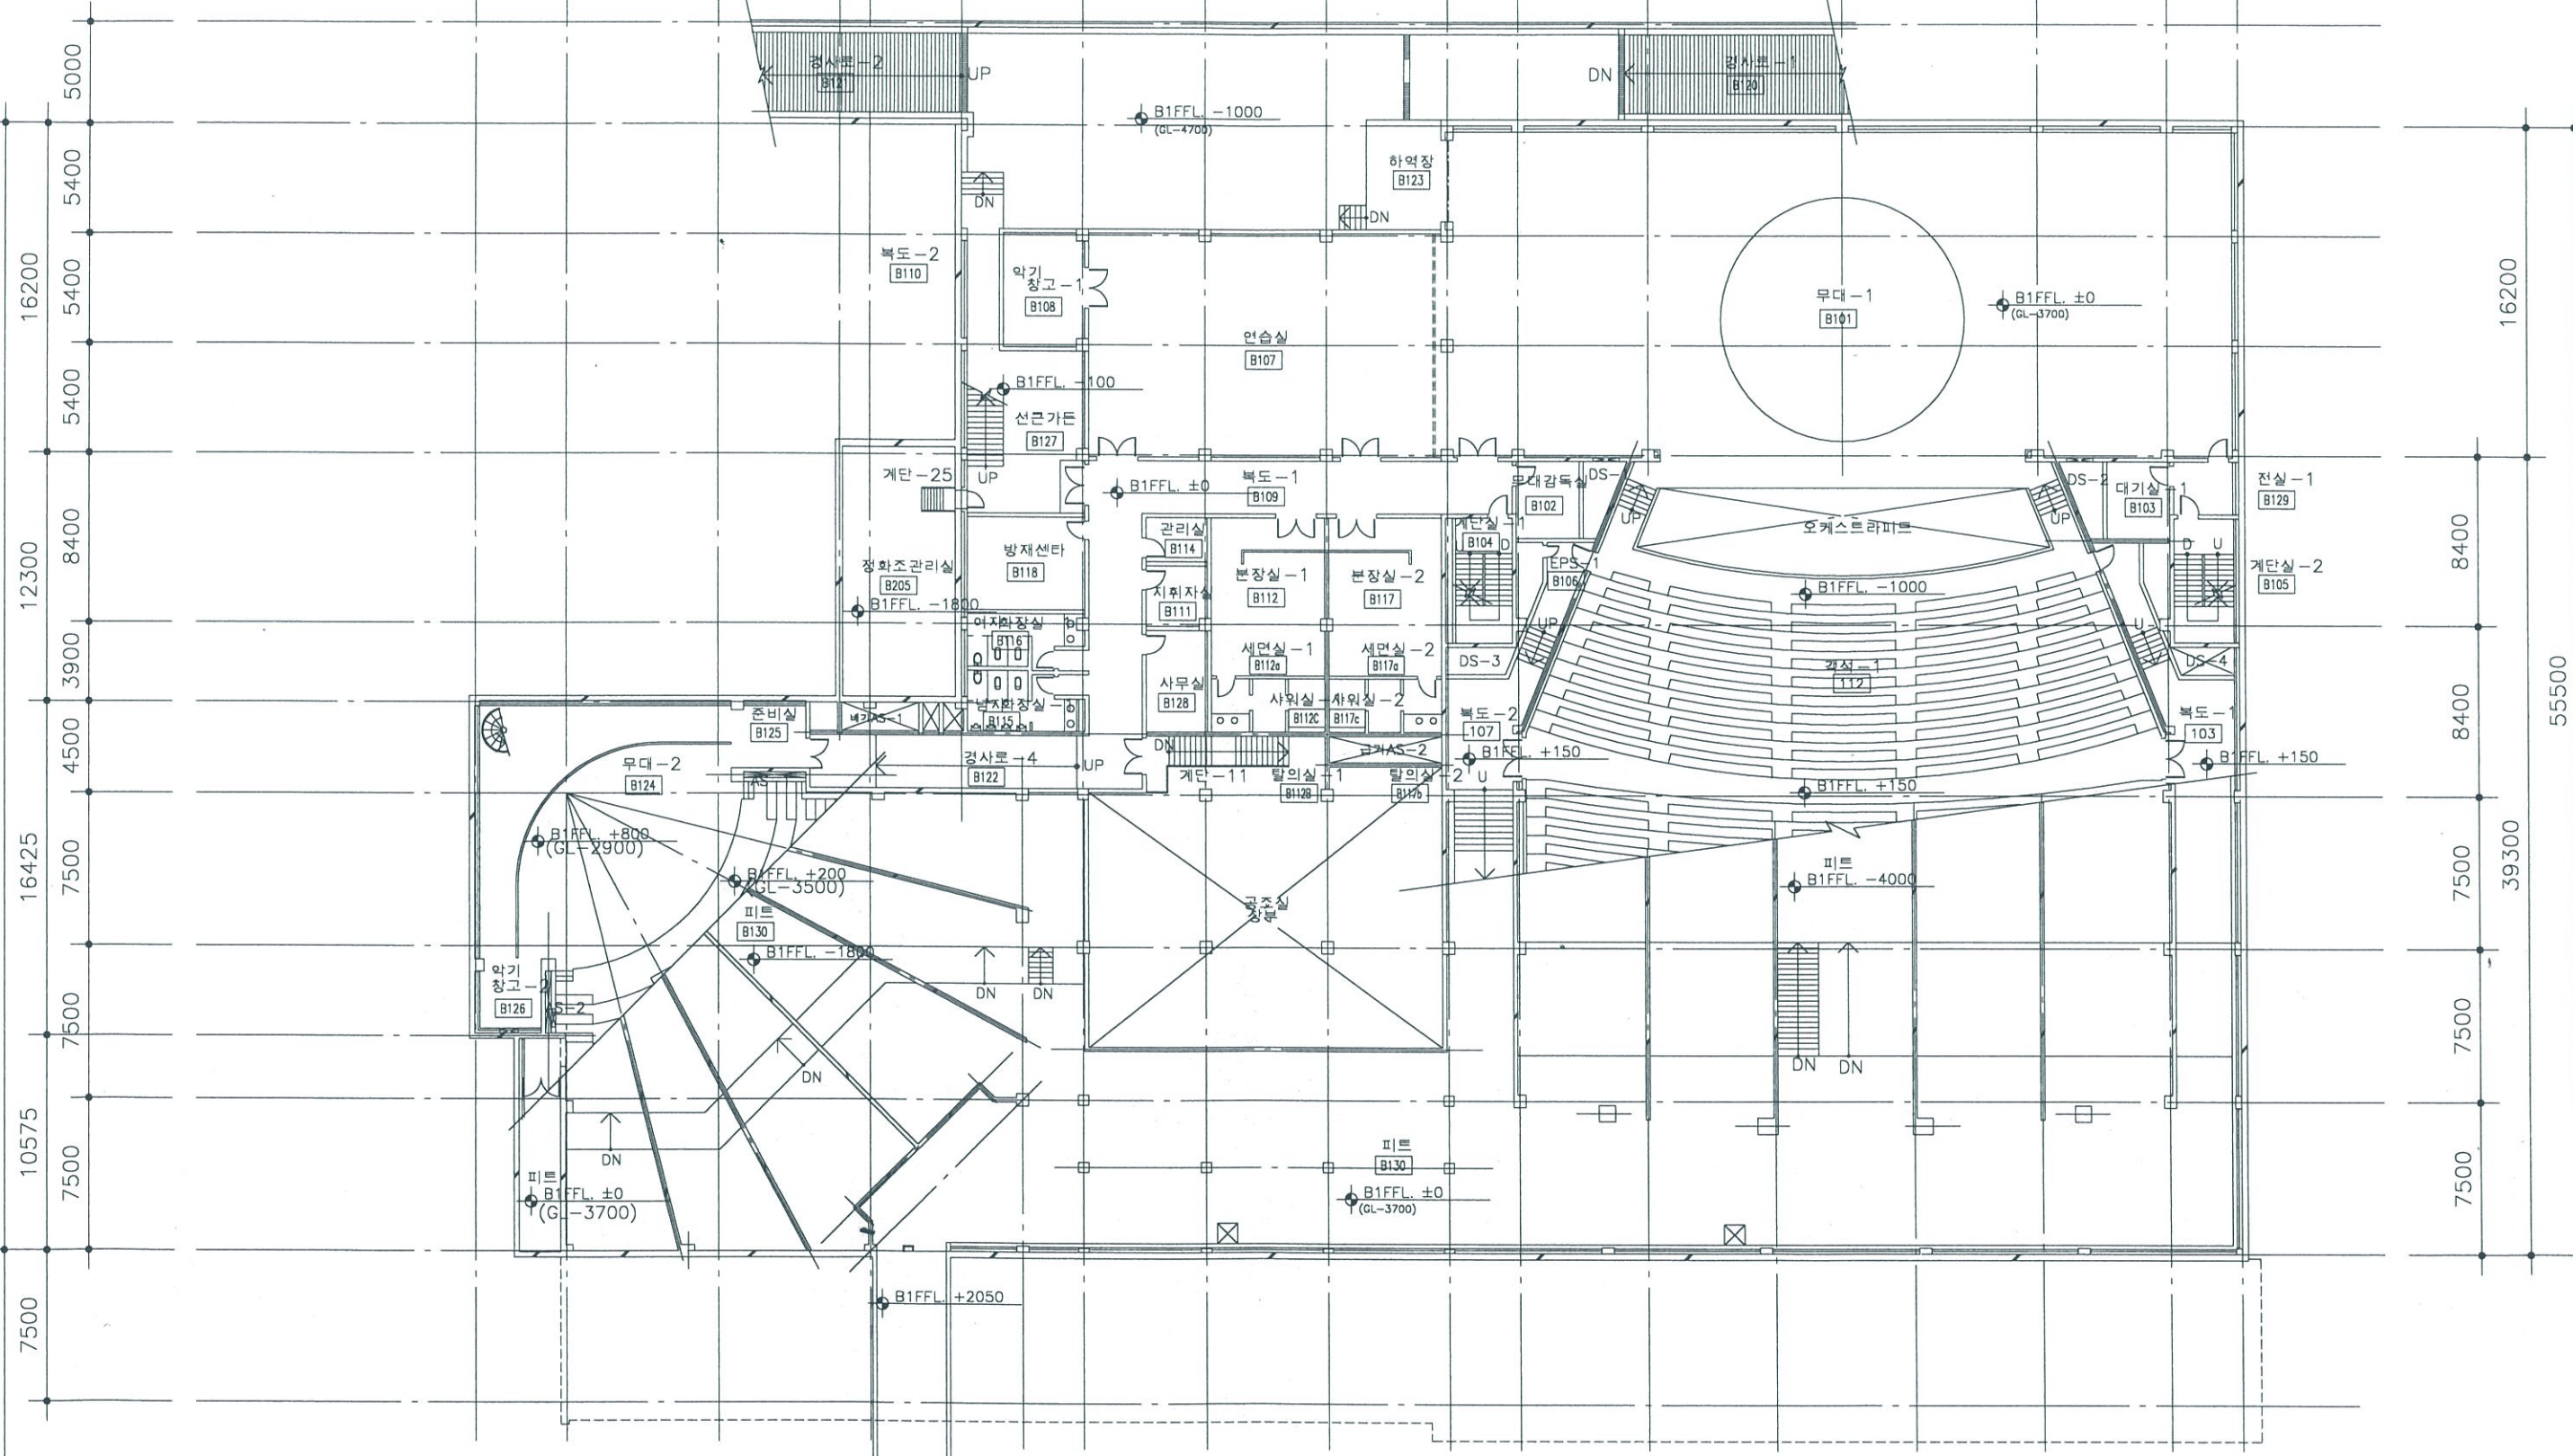 경사로-2
B121
UP
DN
경사로-1
B120
B1FFL. -1000
(GL-4700)
하역장
B123
DN
DN
복도-2
B110
악기
창고-1
B108
연습실
B107
무대-1
B101
B1FFL. ±0
(GL-3700)
B1FFL. -100
선큰가든
B127
UP
계단-25
B1FFL. ±0
복도-1
B109
무대감독실
B102
DS-
UP
오케스트라피트
DS-2
UP
대기실-1
B103
전실-1
B129
계단실-1
B104
D
관리실
B114
방재센타
B118
정화조관리실
B205
B1FFL. -1800
지휘자실
B111
분장실-1
B112
분장실-2
B117
EPS-1
B106
B1FFL. -1000
D
U
계단실-2
B105
여자화장실
B116
세면실-1
B112a
세면실-2
B117a
UP
DS-3
U
DS-4
객석-1
112
사무실
B128
샤워실
B112C
샤워실-2
B117c
남자화장실-1
B115
준비실
B125
배기AS-1
복도-2
107
B1FFL. +150
복도-1
103
B1FFL. +150
무대-2
B124
경사로-4
B122
UP
DN
급기AS-2
계단-11
탈의실-1
B112B
탈의실-2
B117b
U
B1FFL. +150
AS-
B1FFL. +800
(GL-2900)
B1FFL. +200
(GL-3500)
피트
B130
B1FFL. -1800
공조실
상부
피트
B1FFL. -4000
악기
창고-2
B126
AS-2
DN
DN
DN
DN
DN
DN
피트
B1FFL. ±0
(GL-3700)
피트
B130
B1FFL. ±0
(GL-3700)
B1FFL. +2050
5000
5400
5400
5400
8400
3900
4500
7500
7500
7500
16200
12300
16425
10575
7500
16200
8400
8400
7500
7500
7500
39300
55500